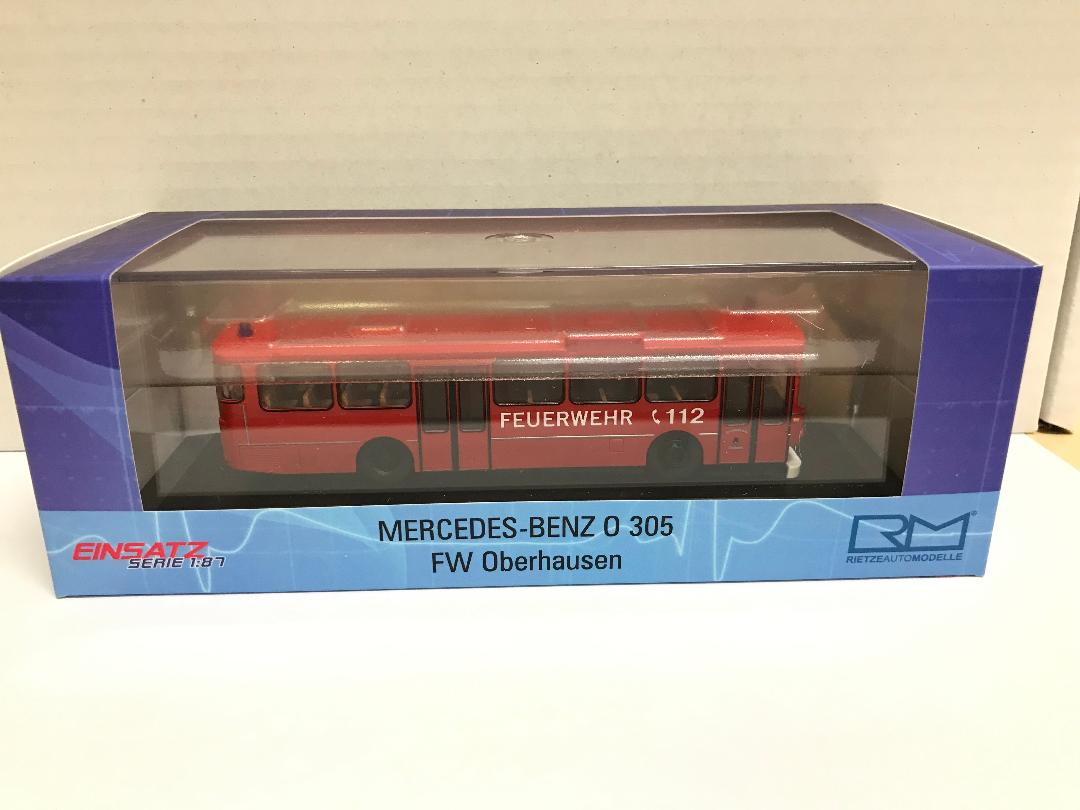 FEUERWEHR 112
MERCEDES-BENZ O 305
FW Oberhausen
EINSATZ
SERIE 1:87
RM®
RIETZEAUTOMODELLE